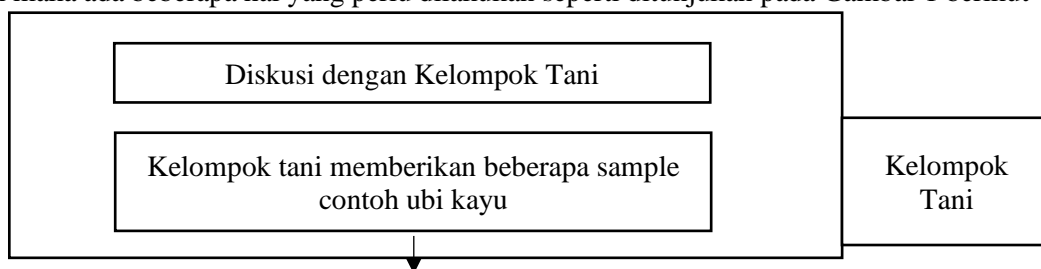 Diskusi dengan Kelompok Tani
Kelompok tani memberikan beberapa sample
contoh ubi kayu
Kelompok
Tani